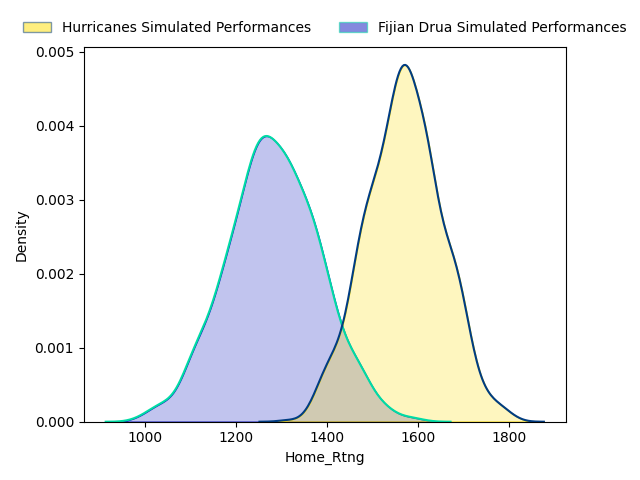 Hurricanes Simulated Performances Fijian Drua Simulated Performances
0.005
0.004
0.003
0.002
0.001
0.000
Density
1000 1200 1400 1600 1800
Home_Rtng